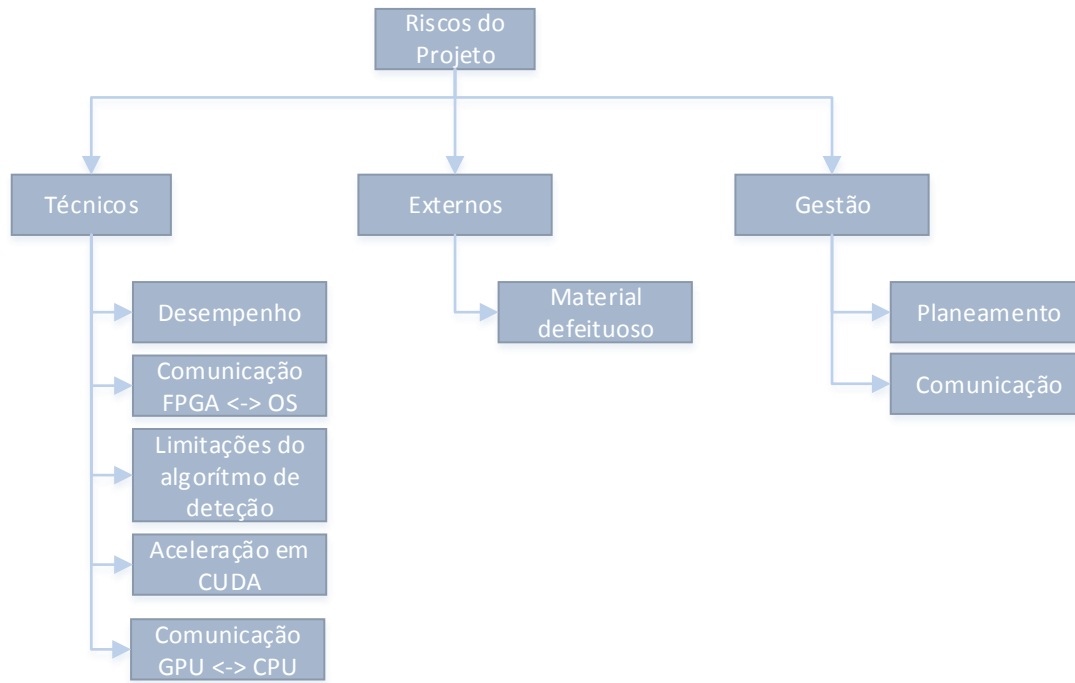 Riscos do
Projeto
Técnicos
Externos
Gestão
Desempenho
Comunicação
FPGA <-> OS
Limitações do
algorítmo de
deteção
Aceleração em
CUDA
Comunicação
GPU <-> CPU
Material
defeituoso
Planeamento
Comunicação